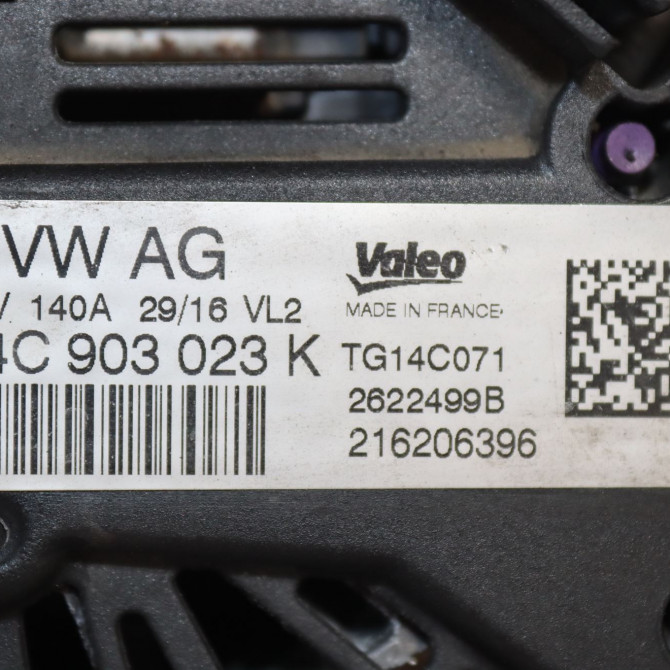 VW AG
V 140A 29/16 VL2
4C 903 023 K
Valeo
MADE IN FRANCE
TG14C071
2622499B
216206396